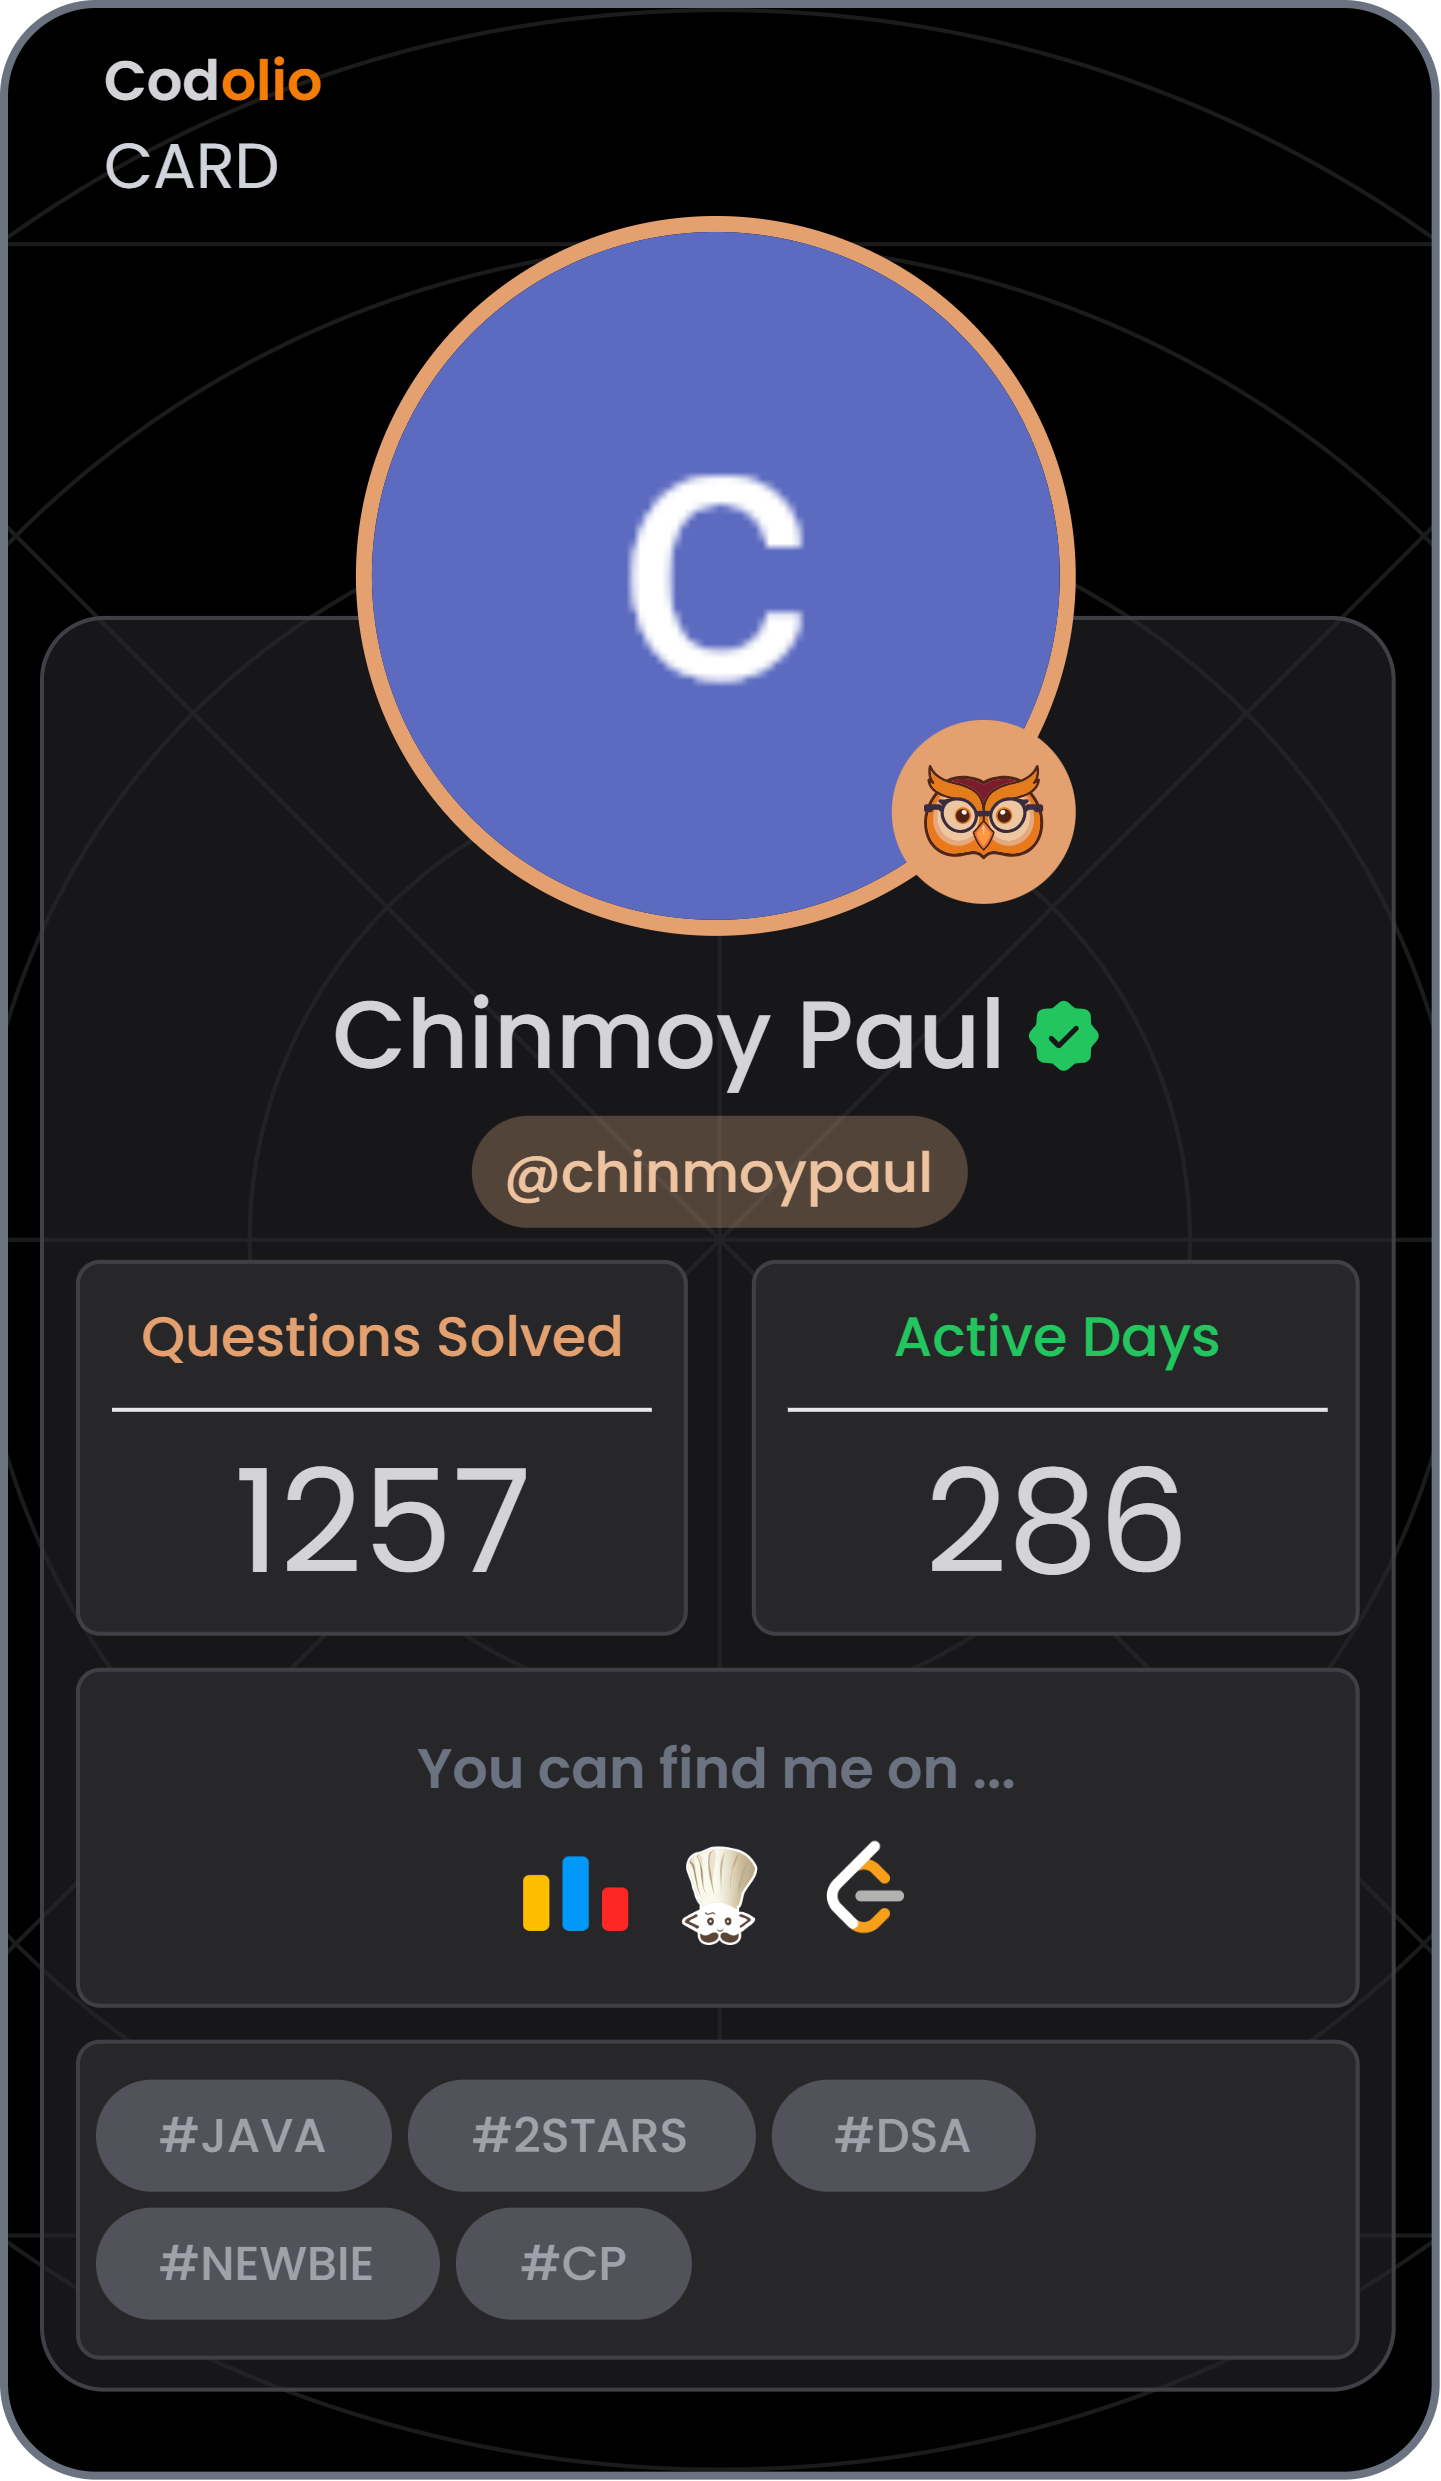 Codolio
CARD
C
Chinmoy Paul
@chinmoypaul
Questions Solved
Active Days
1257
286
You can find me on ...
#JAVA #2STARS #DSA
#NEWBIE #CP